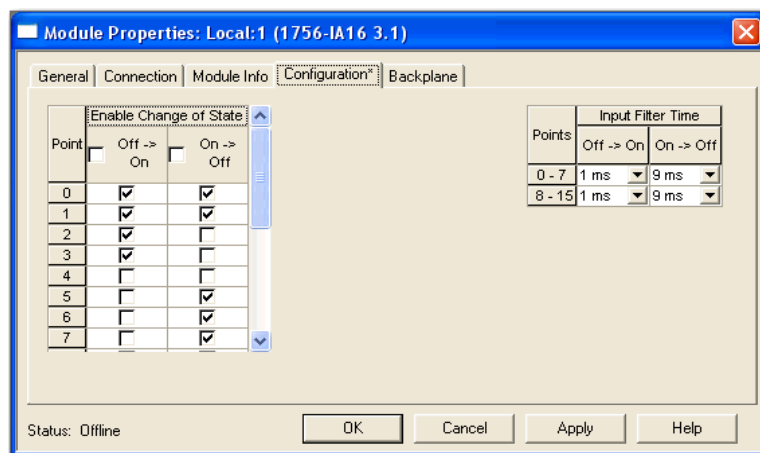 Module Properties: Local:1 (1756-IA16 3.1)
General Connection Module Info Configuration* Backplane
Enable Change of State
Point Off -> On On -> Off
0
1
2
3
4
5
6
7
Input Filter Time
Points Off -> On On -> Off
0 - 7 1 ms 9 ms
8 - 15 1 ms 9 ms
Status: Offline
OK Cancel Apply Help